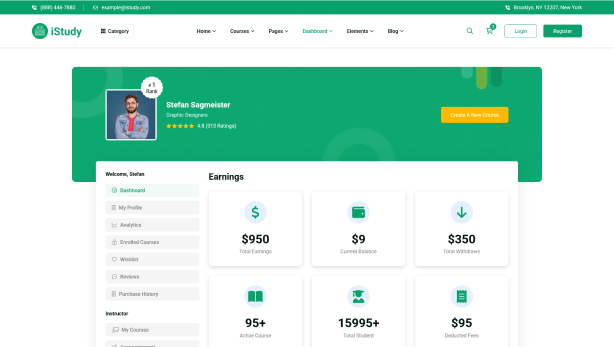 (888) 446-7880
example@istudy.com
Brooklyn, NY 12207, New York
iStudy
Category
Home
Courses
Pages
Dashboard
Elements
Blog
Login
Register
# 1
Rank
Stefan Sagmeister
Graphic Designers
4.8 (313 Ratings)
Create A New Course
Welcome, Stefan
Dashboard
My Profile
Analytics
Enrolled Courses
Wishlist
Reviews
Purchase History
Instructor
My Courses
Earnings
$950
Total Earnings
$9
Current Balance
$350
Total Withdraws
95+
Active Course
15995+
Total Student
$95
Deducted Fees